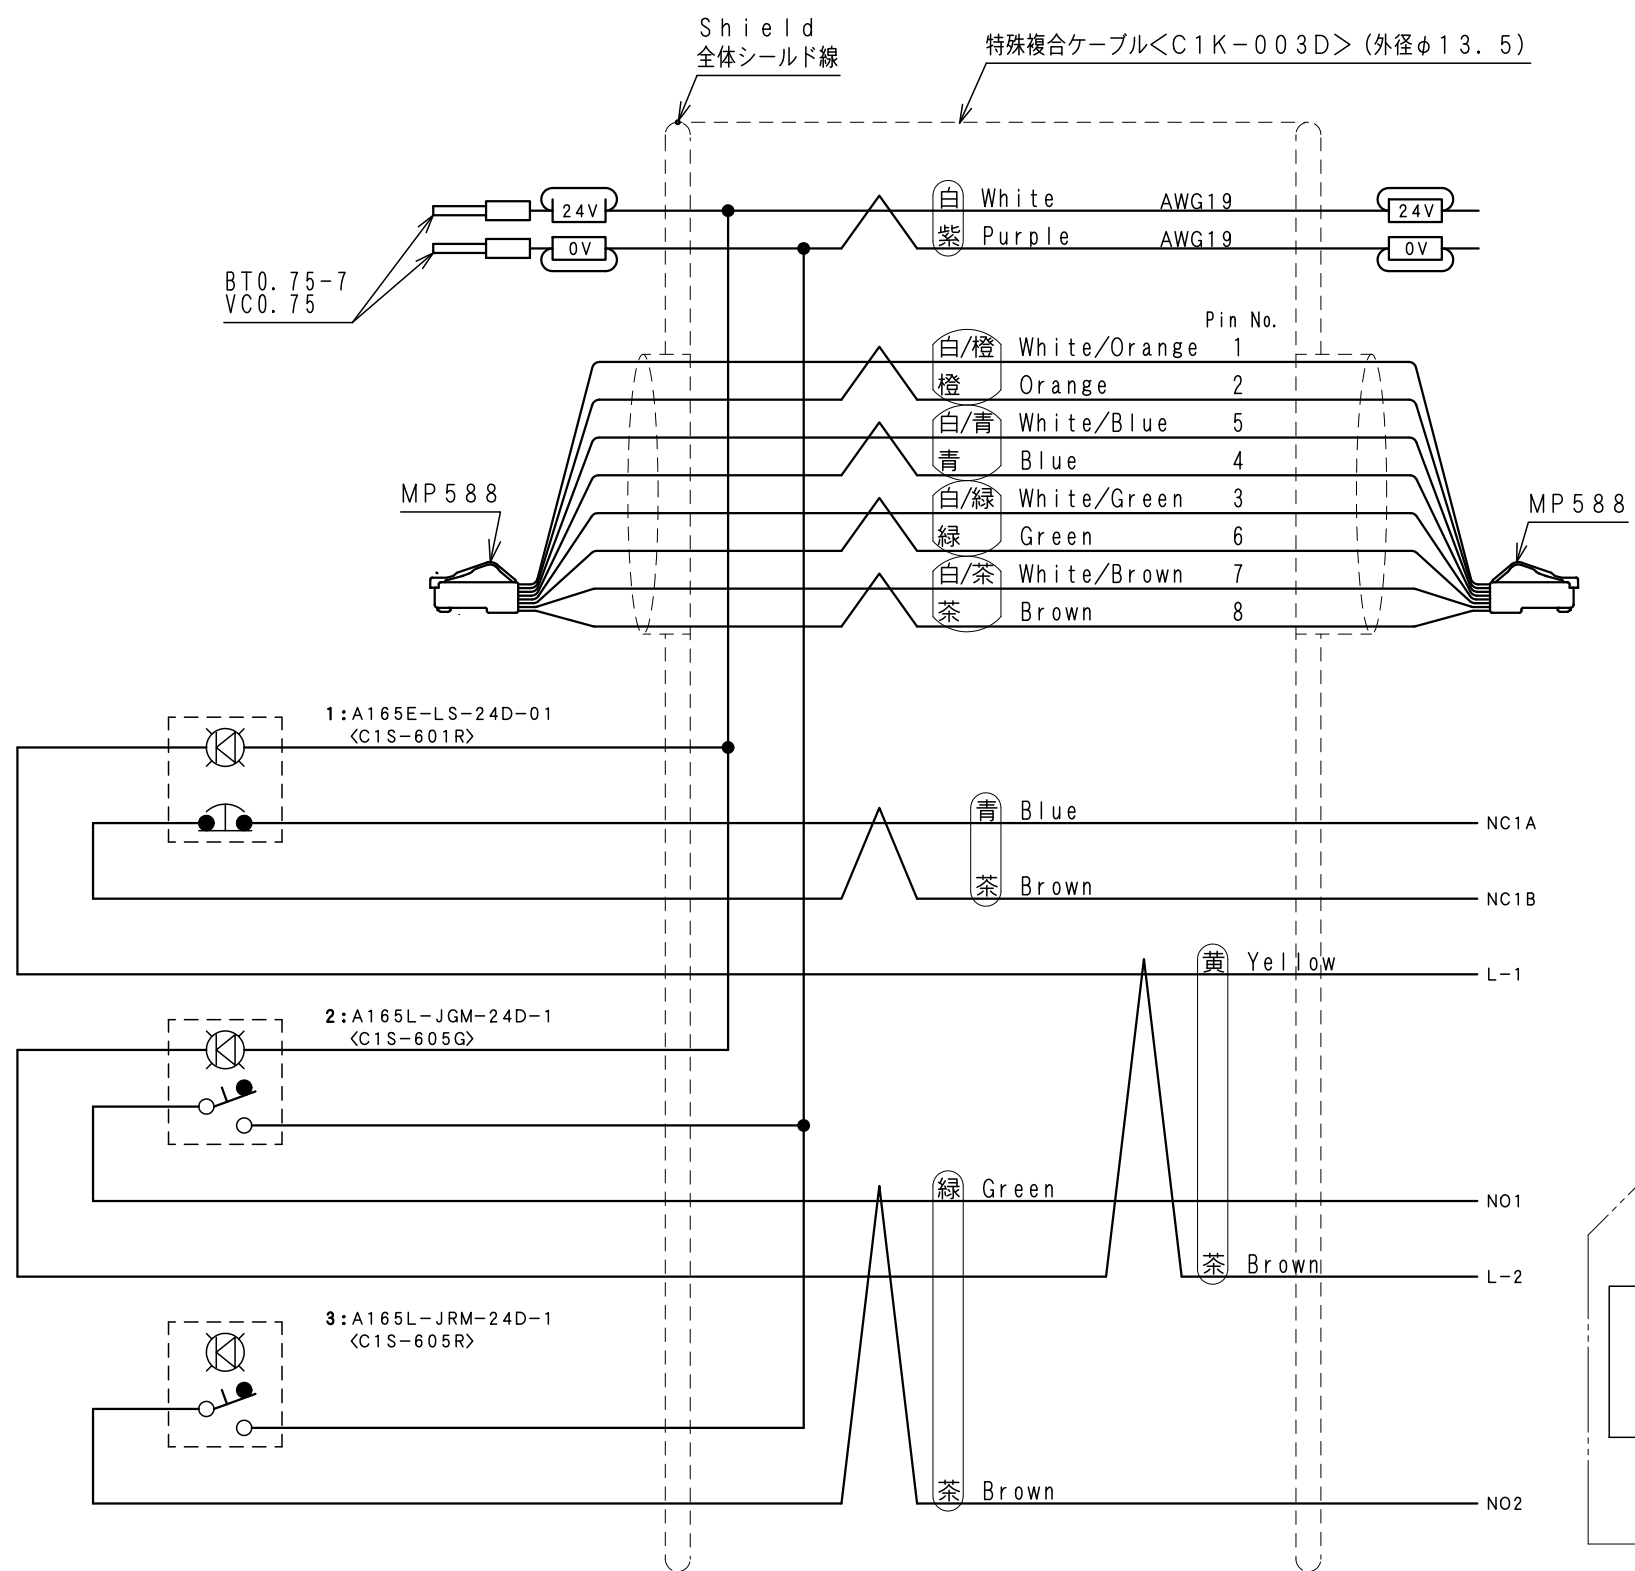 Shield
全体シールド線
特殊複合ケーブル<C1K-003D>(外径φ13.5)
24V 白 White AWG19 24V
0V 紫 Purple AWG19 0V
BT0.75-7
VC0.75
Pin No.
白/橙 White/Orange 1
橙 Orange 2
白/青 White/Blue 5
青 Blue 4
白/緑 White/Green 3
緑 Green 6
白/茶 White/Brown 7
茶 Brown 8
MP588
MP588
1:A165E-LS-24D-01
<C1S-601R>
青 Blue
NC1A
茶 Brown
NC1B
黄 Yellow
L-1
2:A165L-JGM-24D-1
<C1S-605G>
緑 Green
NO1
茶 Brown
L-2
3:A165L-JRM-24D-1
<C1S-605R>
茶 Brown
NO2